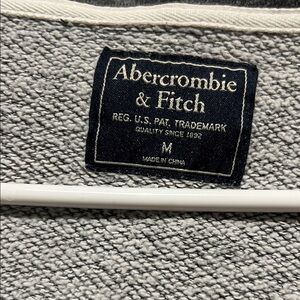 Abercrombie
& Fitch
REG. U.S. PAT. TRADEMARK
QUALITY SINCE 1892
M
MADE IN CHINA